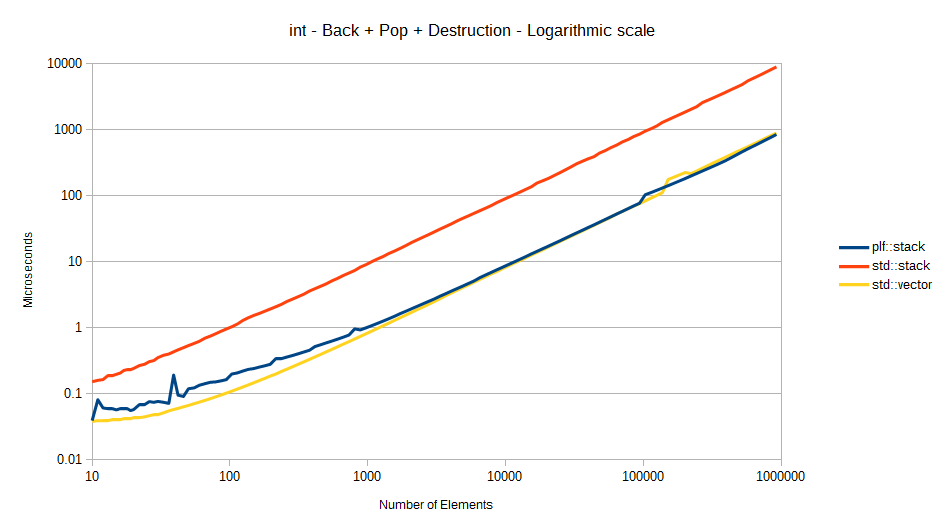 int - Back + Pop + Destruction - Logarithmic scale
10000
1000
100
10
1
0.1
0.01
Microseconds
10 100 1000 10000 100000 1000000
Number of Elements
plf::stack
std::stack
std::vector